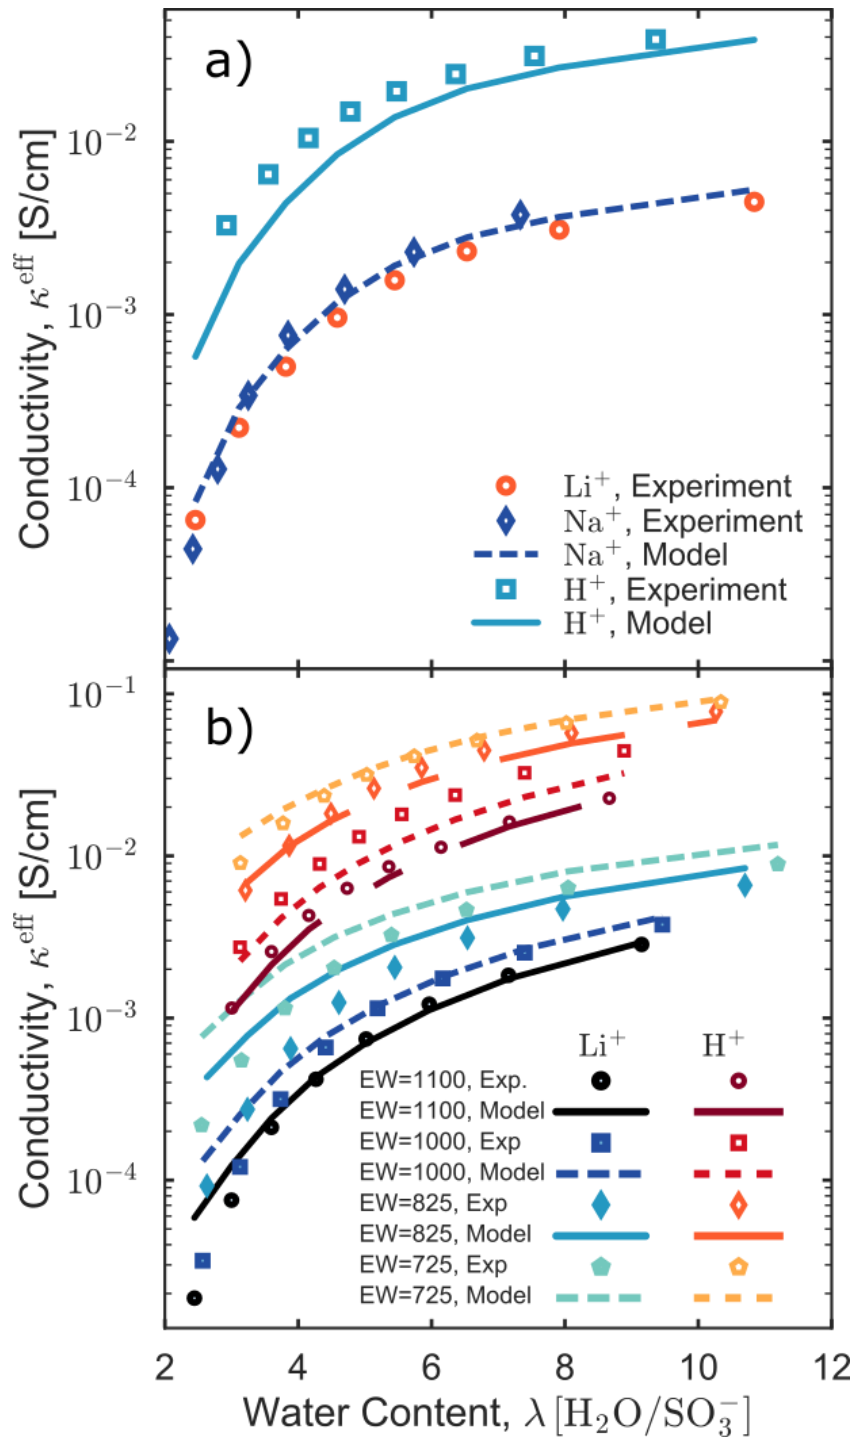 a)
10⁻²
10⁻³
10⁻⁴
Conductivity, κ^eff [S/cm]
Li⁺, Experiment
Na⁺, Experiment
Na⁺, Model
H⁺, Experiment
H⁺, Model
b)
10⁻¹
10⁻²
10⁻³
10⁻⁴
Conductivity, κ^eff [S/cm]
Li⁺ H⁺
EW=1100, Exp.
EW=1100, Model
EW=1000, Exp
EW=1000, Model
EW=825, Exp
EW=825, Model
EW=725, Exp
EW=725, Model
2 4 6 8 10 12
Water Content, λ [H₂O/SO₃⁻]